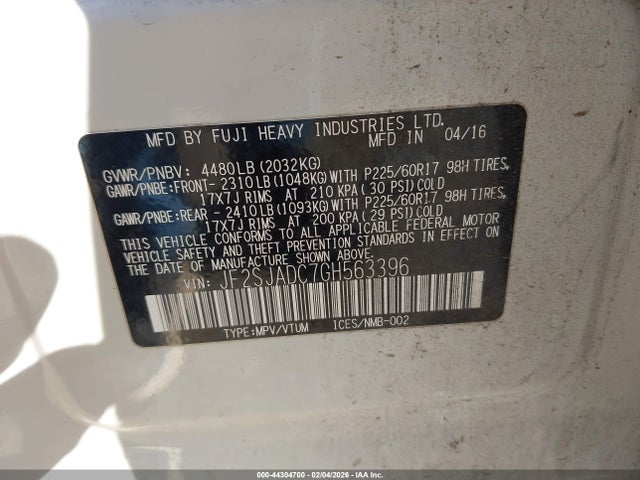 MFD BY FUJI HEAVY INDUSTRIES LTD.
MFD IN 04/16
GVWR/PNBV: 4480LB (2032KG)
GAWR/PNBE:FRONT- 2310LB (1048KG) WITH P225/60R17 98H TIRES,
17X7J RIMS AT 210 KPA (30 PSI) COLD
GAWR/PNBE:REAR - 2410LB (1093KG) WITH P225/60R17 98H TIRES,
17X7J RIMS AT 200 KPA (29 PSI) COLD
THIS VEHICLE CONFORMS TO ALL APPLICABLE FEDERAL MOTOR
VEHICLE SAFETY AND THEFT PREVENTION STANDARDS IN EFFECT
ON THE DATE OF MANUFACTURE SHOWN ABOVE.
VIN: JF2SJADC7GH563396
TYPE:MPV/VTUM ICES/NMB-002
000-44304700 - 02/04/2026 - IAA Inc.